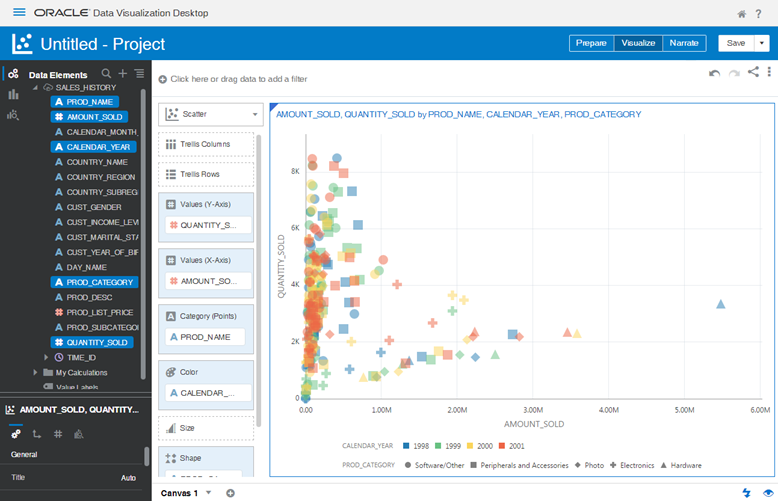 ORACLE Data Visualization Desktop
?
Untitled - Project
Prepare Visualize Narrate
Save
Data Elements
Click here or drag data to add a filter
SALES_HISTORY
A PROD_NAME
# AMOUNT_SOLD
A CALENDAR_MONTH_
A CALENDAR_YEAR
A COUNTRY_NAME
A COUNTRY_REGION
A COUNTRY_SUBREG
A CUST_GENDER
A CUST_INCOME_LEV
A CUST_MARITAL_STA
A CUST_YEAR_OF_BIF
A DAY_NAME
A PROD_CATEGORY
A PROD_DESC
# PROD_LIST_PRICE
A PROD_SUBCATEGO
# QUANTITY_SOLD
TIME_ID
My Calculations
Value Labels
AMOUNT_SOLD, QUANTITY...
General
Title Auto
Scatter
Trellis Columns
Trellis Rows
# Values (Y-Axis)
# QUANTITY_S...
# Values (X-Axis)
# AMOUNT_SO...
A Category (Points)
A PROD_NAME
Color
A CALENDAR_...
Size
Shape
AMOUNT_SOLD, QUANTITY_SOLD by PROD_NAME, CALENDAR_YEAR, PROD_CATEGORY
QUANTITY_SOLD
8K
6K
4K
2K
0
0.00 1.00M 2.00M 3.00M 4.00M 5.00M 6.00M
AMOUNT_SOLD
CALENDAR_YEAR 1998 1999 2000 2001
PROD_CATEGORY Software/Other Peripherals and Accessories Photo Electronics Hardware
Canvas 1